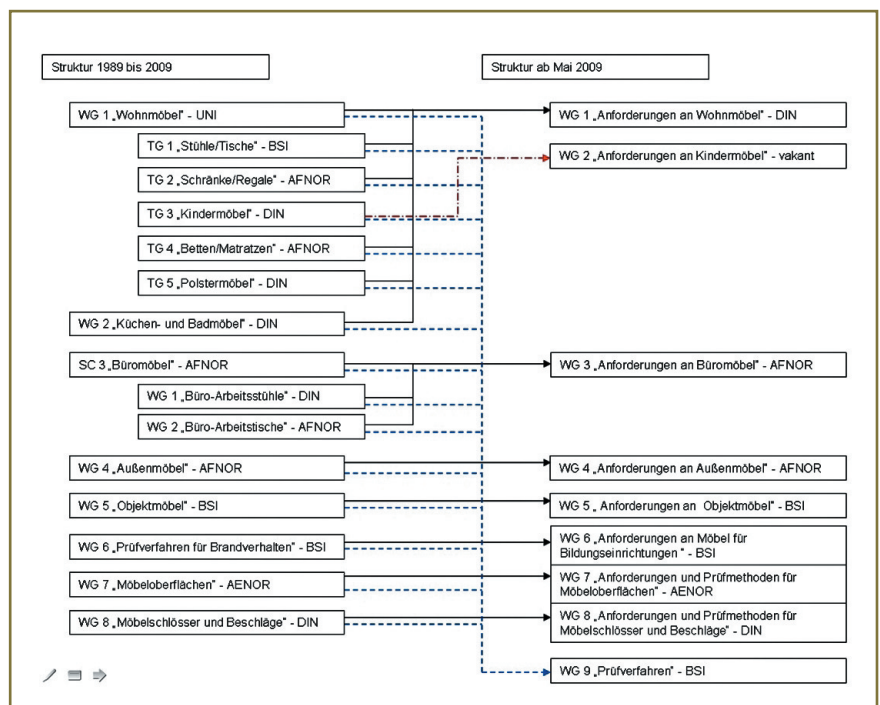 Struktur 1989 bis 2009
Struktur ab Mai 2009
WG 1 „Wohnmöbel" - UNI
TG 1 „Stühle/Tische" - BSI
TG 2 „Schränke/Regale" - AFNOR
TG 3 „Kindermöbel" - DIN
TG 4 „Betten/Matratzen" - AFNOR
TG 5 „Polstermöbel" - DIN
WG 2 „Küchen- und Badmöbel" - DIN
SC 3 „Büromöbel" - AFNOR
WG 1 „Büro-Arbeitsstühle" - DIN
WG 2 „Büro-Arbeitstische" - AFNOR
WG 4 „Außenmöbel" - AFNOR
WG 5 „Objektmöbel" - BSI
WG 6 „Prüfverfahren für Brandverhalten" - BSI
WG 7 „Möbeloberflächen" - AENOR
WG 8 „Möbelschlösser und Beschläge" - DIN
WG 1 „Anforderungen an Wohnmöbel" - DIN
WG 2 „Anforderungen an Kindermöbel" - vakant
WG 3 „Anforderungen an Büromöbel" - AFNOR
WG 4 „Anforderungen an Außenmöbel" - AFNOR
WG 5 „ Anforderungen an Objektmöbel" - BSI
WG 6 „Anforderungen an Möbel für
Bildungseinrichtungen " - BSI
WG 7 „Anforderungen und Prüfmethoden für
Möbeloberflächen" - AENOR
WG 8 „Anforderungen und Prüfmethoden für
Möbelschlösser und Beschläge" - DIN
WG 9 „Prüfverfahren" - BSI